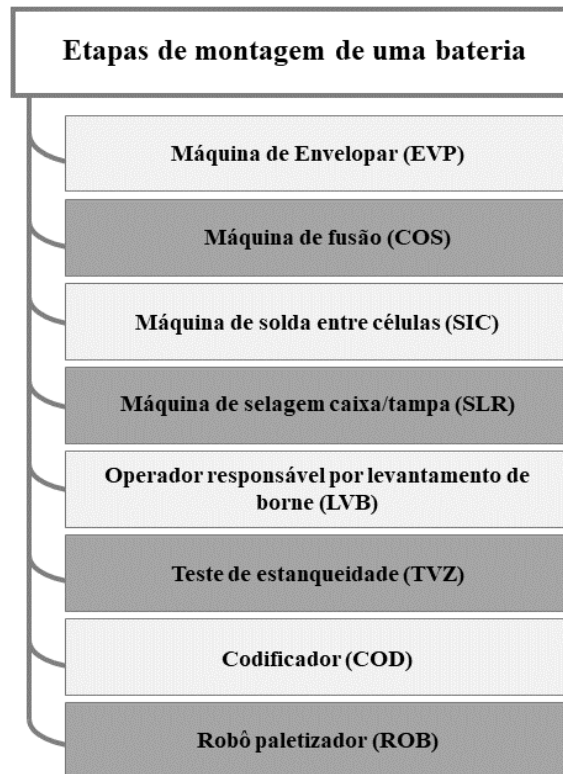 Etapas de montagem de uma bateria
Máquina de Envelopar (EVP)
Máquina de fusão (COS)
Máquina de solda entre células (SIC)
Máquina de selagem caixa/tampa (SLR)
Operador responsável por levantamento de
borne (LVB)
Teste de estanqueidade (TVZ)
Codificador (COD)
Robô paletizador (ROB)